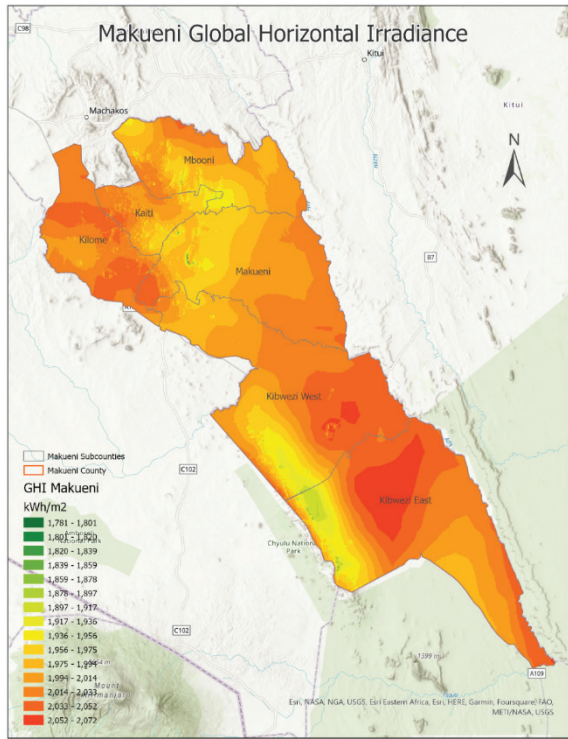 C98
Makueni Global Horizontal Irradiance
Kitui
Machakos
Kitui
N
Mbooni
Kaiti
Kilome
Makueni
B7
Kibwezi West
Makueni Subcounties
Makueni County
C102
GHI Makueni
kWh/m2
Kibwezi East
1,781 - 1,801
1,801 - 1,820
1,820 - 1,839
1,839 - 1,859
1,859 - 1,878
1,878 - 1,897
1,897 - 1,917
1,917 - 1,936
1,936 - 1,956
1,956 - 1,975
1,975 - 1,994
1,994 - 2,014
2,014 - 2,033
2,033 - 2,052
2,052 - 2,072
Chyulu National
Park
C102
1399 m
A109
Mount
Esri, NASA, NGA, USGS, Esri Eastern Africa, Esri, HERE, Garmin, Foursquare, FAO,
METI/NASA, USGS